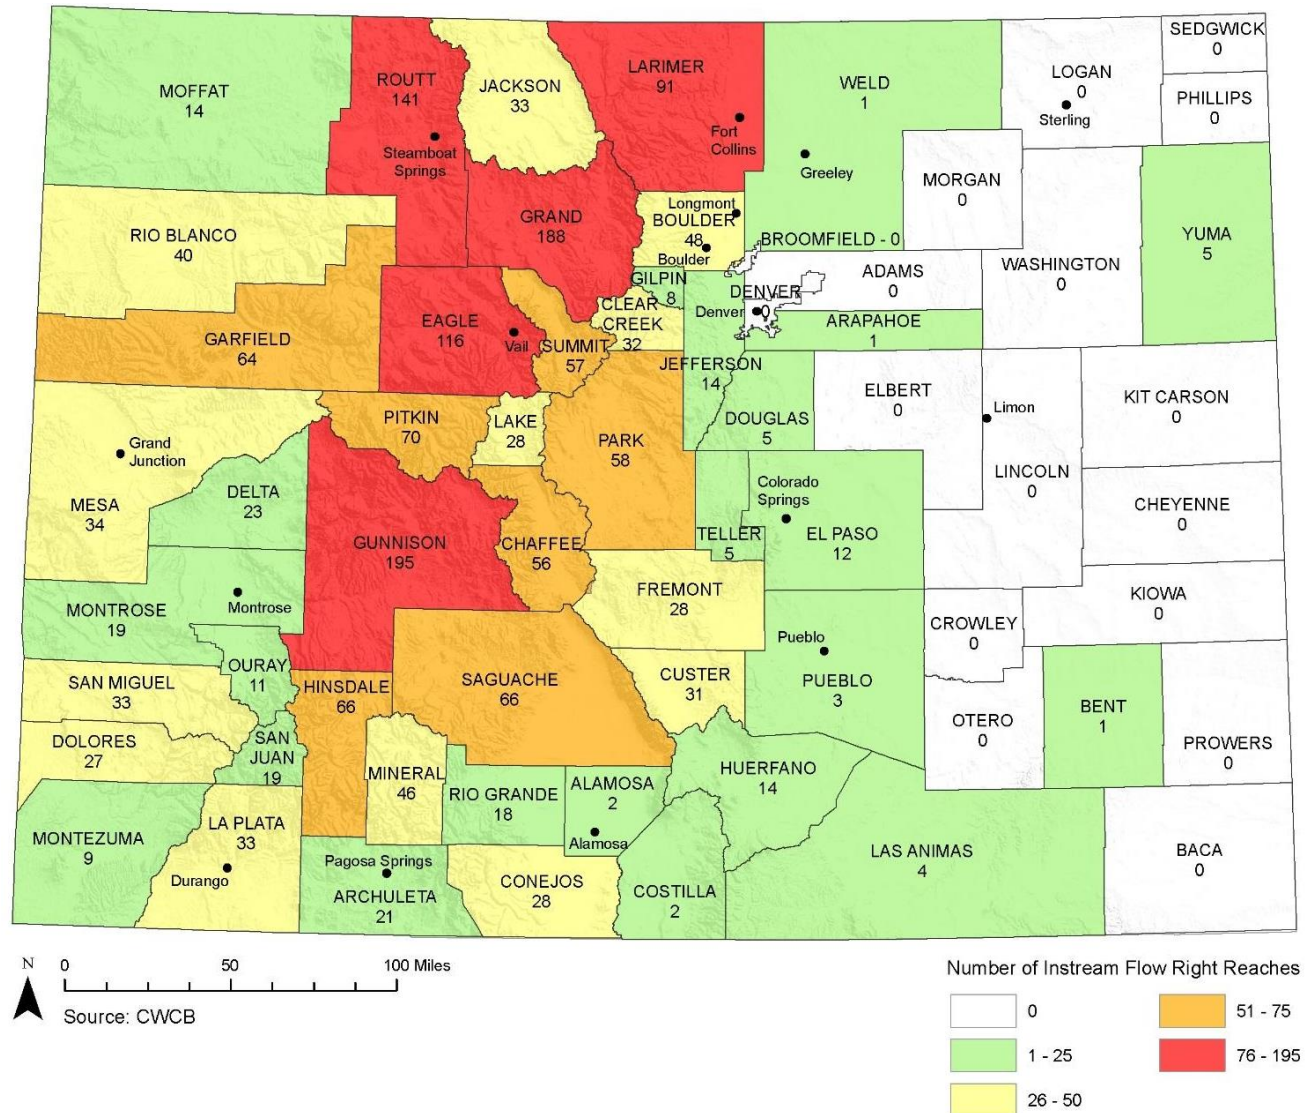 SEDGWICK
0
LOGAN
0
Sterling
PHILLIPS
0
MOFFAT
14
ROUTT
141
Steamboat
Springs
JACKSON
33
LARIMER
91
Fort
Collins
WELD
1
Greeley
MORGAN
0
YUMA
5
RIO BLANCO
40
GRAND
188
Longmont
BOULDER
48
Boulder
BROOMFIELD - 0
ADAMS
0
WASHINGTON
0
GILPIN
8
DENVER
0
Denver
CLEAR
CREEK
32
ARAPAHOE
1
GARFIELD
64
EAGLE
116
Vail
SUMMIT
57
JEFFERSON
14
ELBERT
0
Limon
KIT CARSON
0
PITKIN
70
LAKE
28
PARK
58
DOUGLAS
5
Grand
Junction
MESA
34
DELTA
23
LINCOLN
0
CHEYENNE
0
Colorado
Springs
EL PASO
12
TELLER
5
GUNNISON
195
CHAFFEE
56
FREMONT
28
KIOWA
0
MONTROSE
19
Montrose
CROWLEY
0
OURAY
11
Pueblo
PUEBLO
3
SAN MIGUEL
33
HINSDALE
66
SAGUACHE
66
CUSTER
31
OTERO
0
BENT
1
PROWERS
0
DOLORES
27
SAN
JUAN
19
MINERAL
46
RIO GRANDE
18
ALAMOSA
2
Alamosa
HUERFANO
14
MONTEZUMA
9
LA PLATA
33
Durango
Pagosa Springs
ARCHULETA
21
CONEJOS
28
COSTILLA
2
LAS ANIMAS
4
BACA
0
N
0 50 100 Miles
Source: CWCB
Number of Instream Flow Right Reaches
0
1 - 25
26 - 50
51 - 75
76 - 195